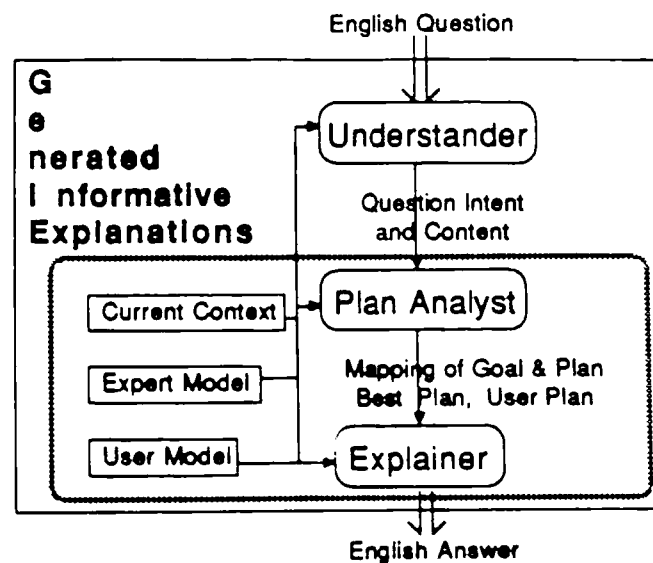 English Question
G
e
nerated
I nformative
Explanations
Understander
Question Intent
and Content
Current Context
Plan Analyst
Expert Model
Mapping of Goal & Plan
Best Plan, User Plan
User Model
Explainer
English Answer